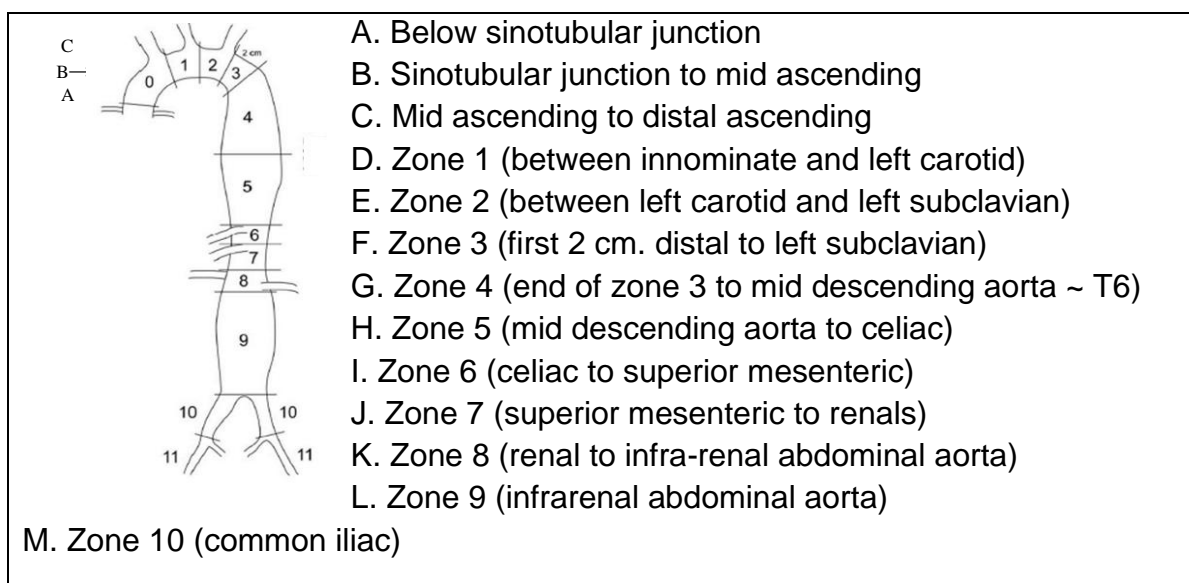 C
B—
A
0
1
2
2 cm
3
4
5
6
7
8
9
10
10
11
11
A. Below sinotubular junction
B. Sinotubular junction to mid ascending
C. Mid ascending to distal ascending
D. Zone 1 (between innominate and left carotid)
E. Zone 2 (between left carotid and left subclavian)
F. Zone 3 (first 2 cm. distal to left subclavian)
G. Zone 4 (end of zone 3 to mid descending aorta ~ T6)
H. Zone 5 (mid descending aorta to celiac)
I. Zone 6 (celiac to superior mesenteric)
J. Zone 7 (superior mesenteric to renals)
K. Zone 8 (renal to infra-renal abdominal aorta)
L. Zone 9 (infrarenal abdominal aorta)
M. Zone 10 (common iliac)